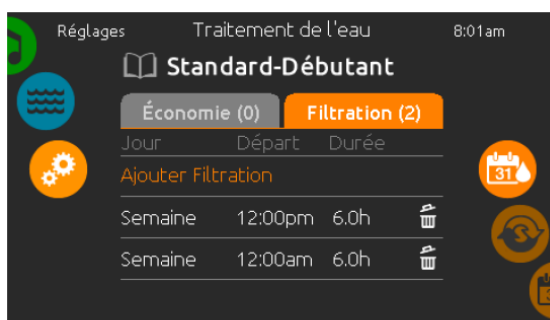 Réglages Traitement de l'eau 8:01am
Standard-Débutant
Économie (0) Filtration (2)
Jour Départ Durée
Ajouter Filtration
31
Semaine 12:00pm 6.0h
Semaine 12:00am 6.0h